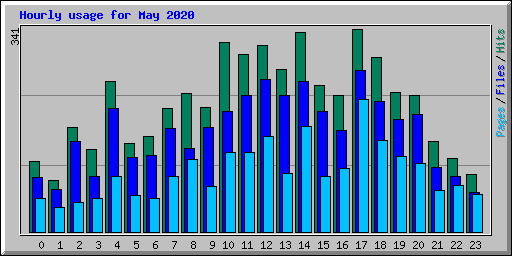 Hourly usage for May 2020
341
Pages / Files / Hits
0 1 2 3 4 5 6 7 8 9 10 11 12 13 14 15 16 17 18 19 20 21 22 23